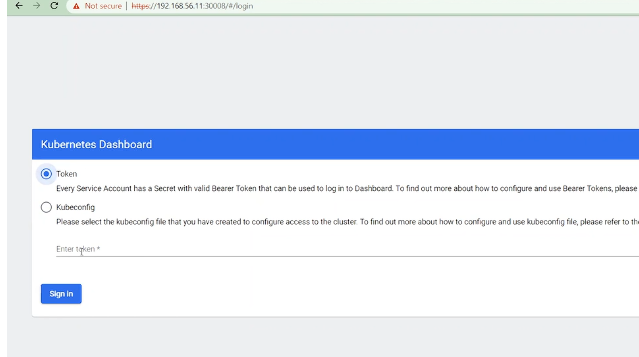 Not secure | https://192.168.56.11:30008/#/login
Kubernetes Dashboard
Token
Every Service Account has a Secret with valid Bearer Token that can be used to log in to Dashboard. To find out more about how to configure and use Bearer Tokens, please
Kubeconfig
Please select the kubeconfig file that you have created to configure access to the cluster. To find out more about how to configure and use kubeconfig file, please refer to the
Enter token *
Sign in